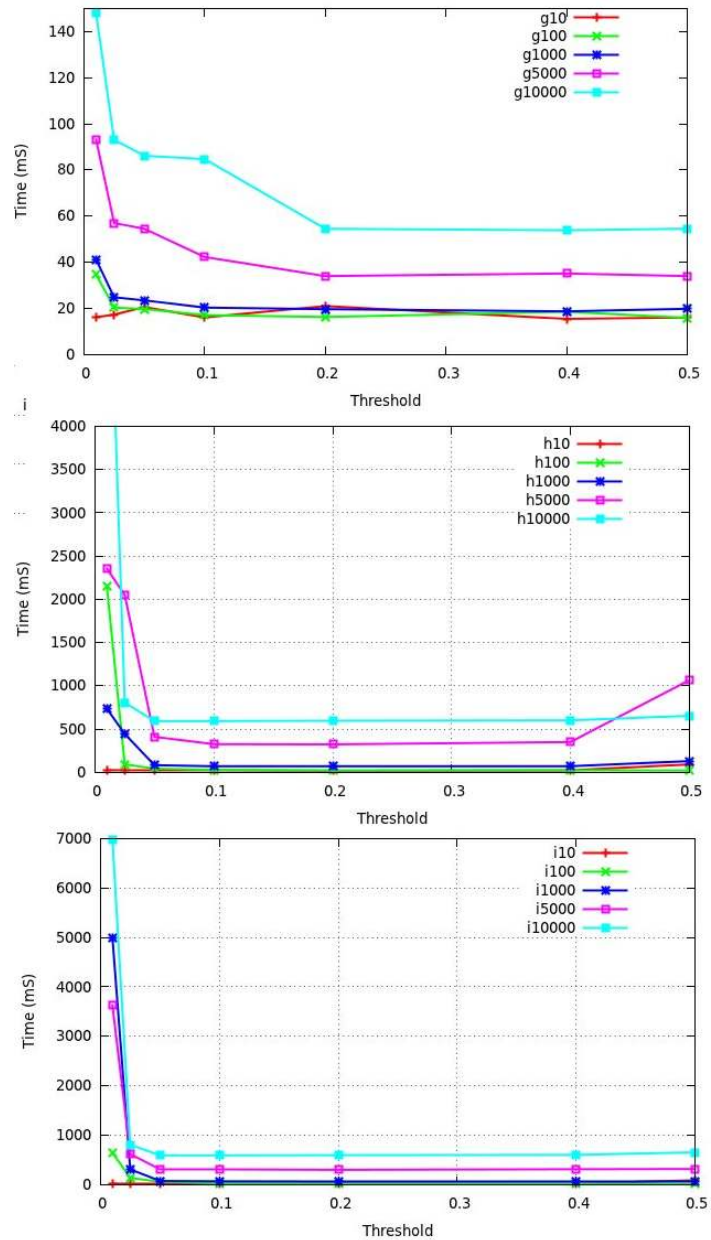 140
120
100
80
60
40
20
0
Time (mS)
g10
g100
g1000
g5000
g10000
0 0.1 0.2 0.3 0.4 0.5
Threshold
i
4000
3500
3000
2500
2000
1500
1000
500
0
Time (mS)
h10
h100
h1000
h5000
h10000
0 0.1 0.2 0.3 0.4 0.5
Threshold
7000
6000
5000
4000
3000
2000
1000
0
Time (mS)
i10
i100
i1000
i5000
i10000
0 0.1 0.2 0.3 0.4 0.5
Threshold